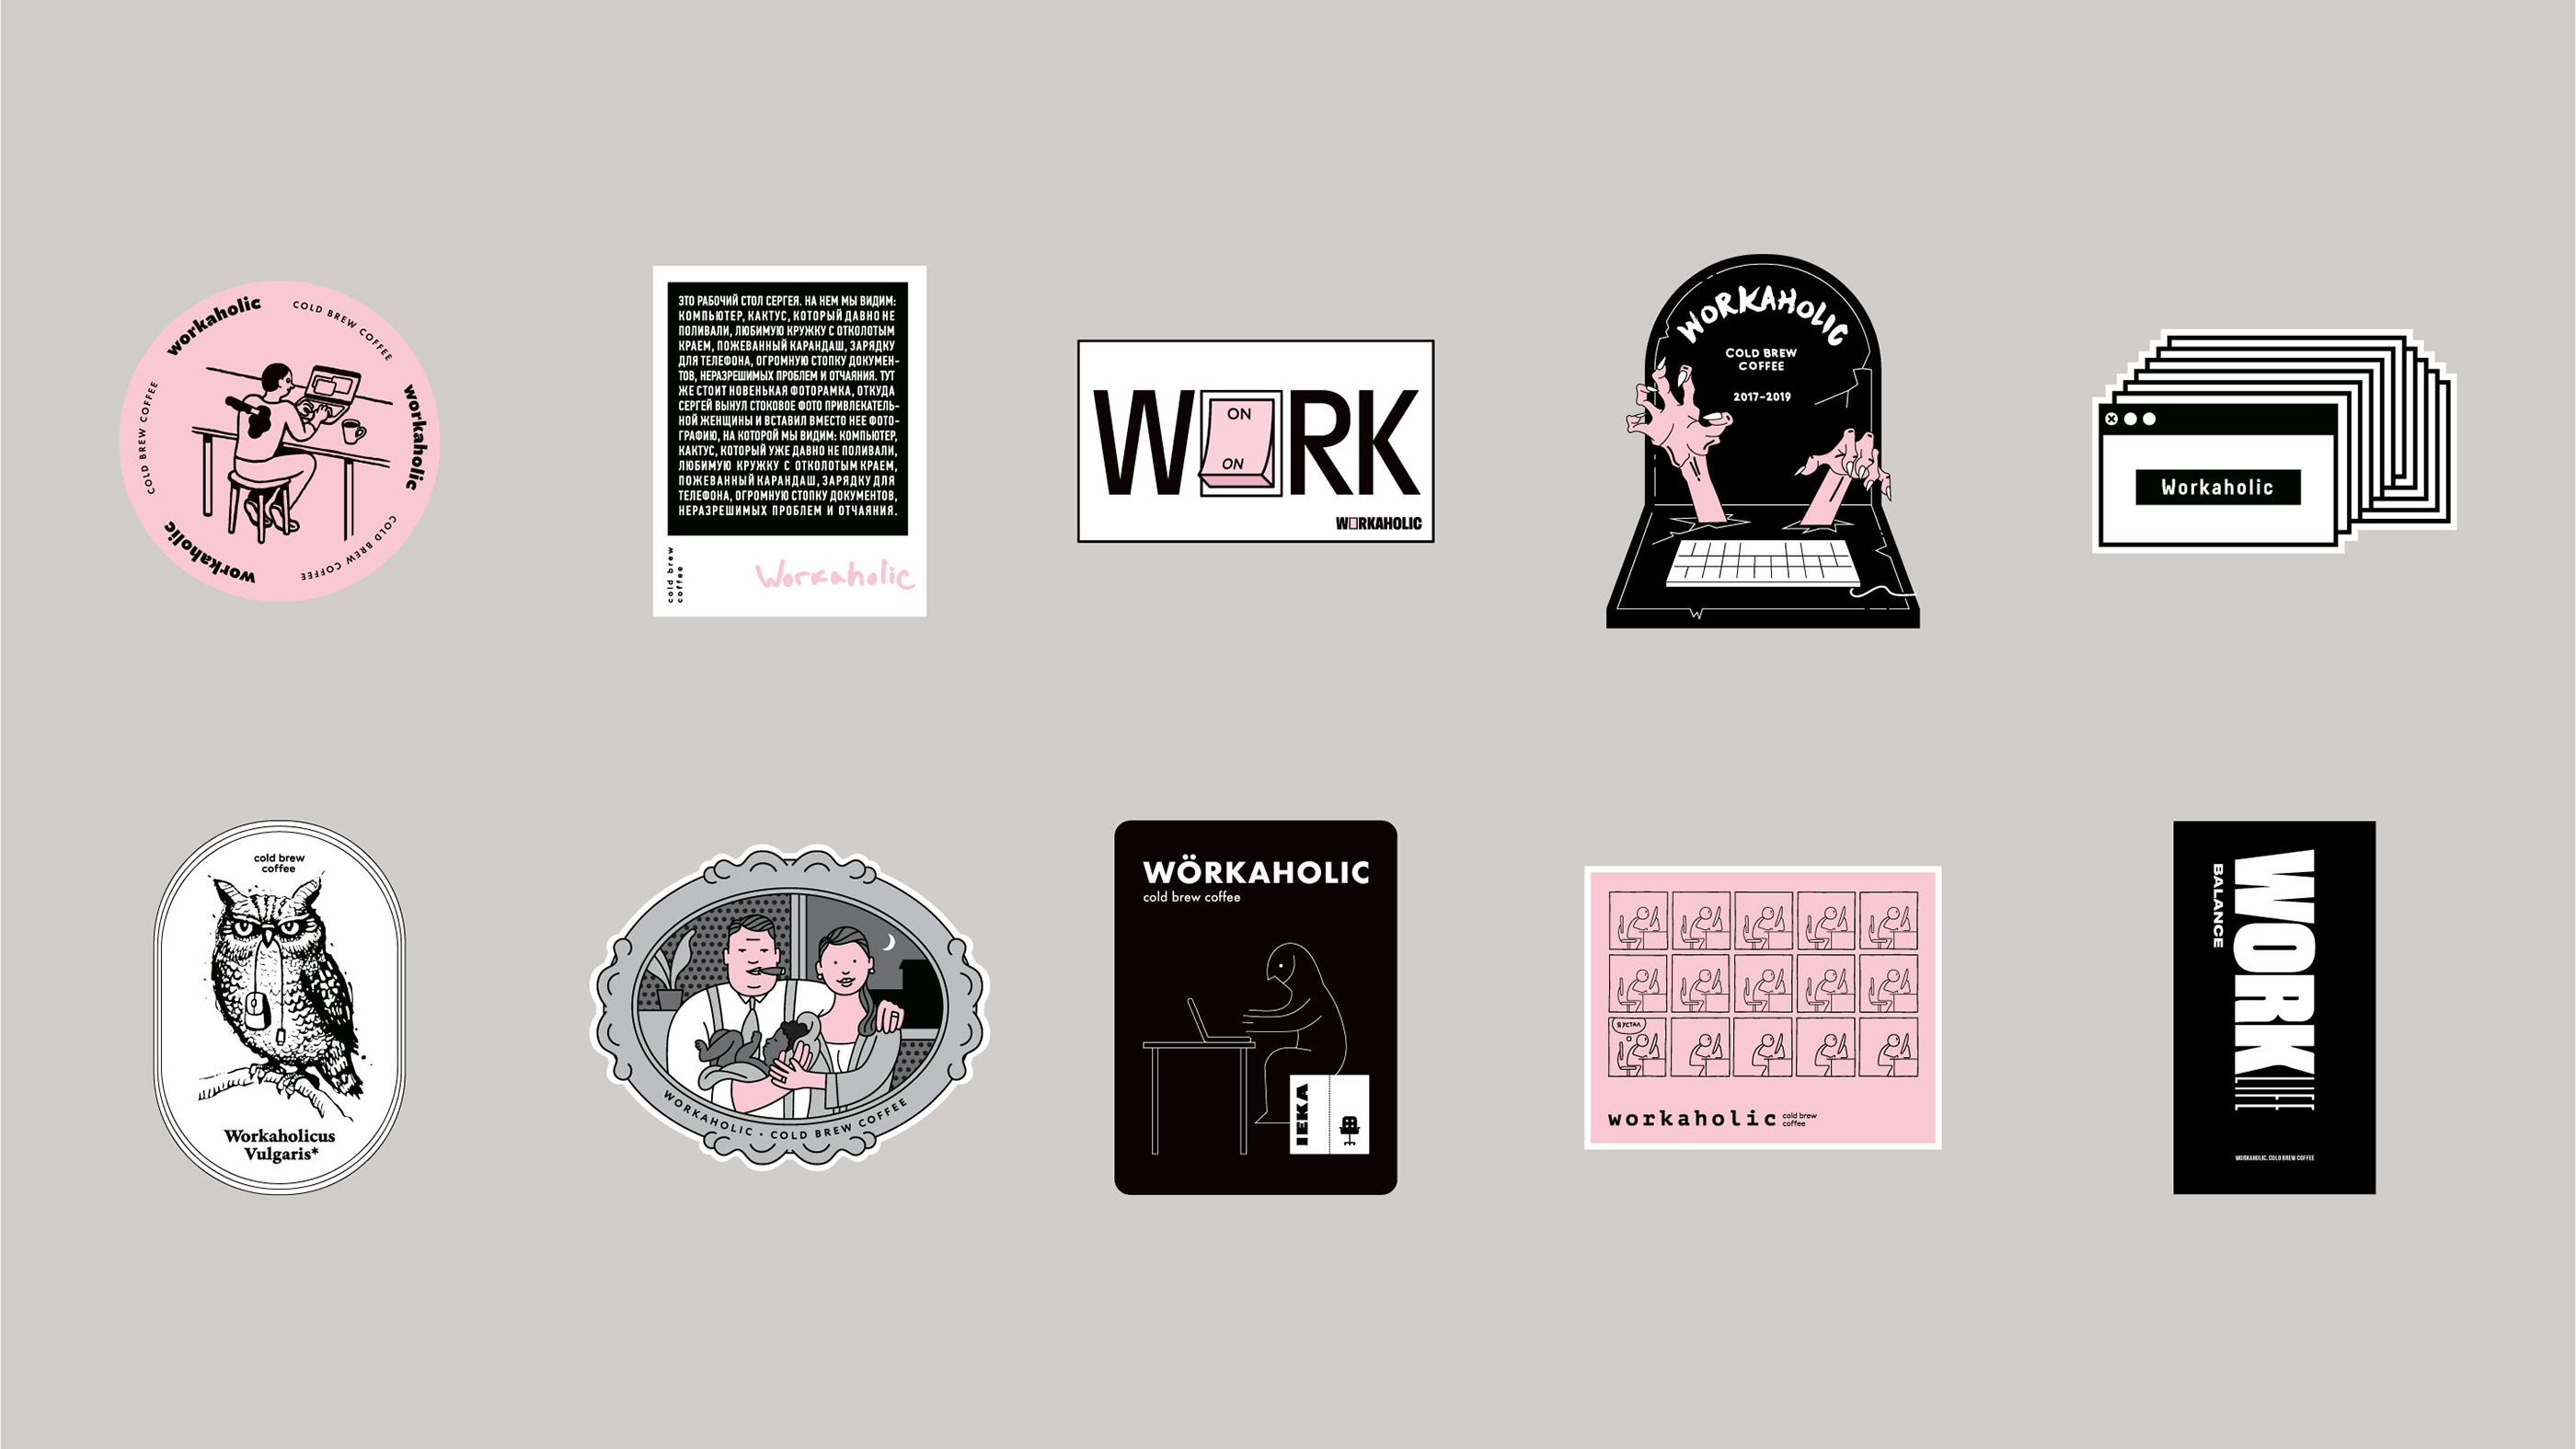 workaholic
COLD BREW COFFEE
workaholic
COLD BREW COFFEE
workaholic
COLD BREW COFFEE
ЭТО РАБОЧИЙ СТОЛ СЕРГЕЯ. НА НЕМ МЫ ВИДИМ:
КОМПЬЮТЕР, КАКТУС, КОТОРЫЙ ДАВНО НЕ
ПОЛИВАЛИ, ЛЮБИМУЮ КРУЖКУ С ОТКОЛОТЫМ
КРАЕМ, ПОЖЕВАННЫЙ КАРАНДАШ, ЗАРЯДКУ
ДЛЯ ТЕЛЕФОНА, ОГРОМНУЮ СТОПКУ ДОКУМЕН-
ТОВ, НЕРАЗРЕШИМЫХ ПРОБЛЕМ И ОТЧАЯНИЯ. ТУТ
ЖЕ СТОИТ НОВЕНЬКАЯ ФОТОРАМКА, ОТКУДА
СЕРГЕЙ ВЫНУЛ СТОКОВОЕ ФОТО ПРИВЛЕКАТЕЛЬ-
НОЙ ЖЕНЩИНЫ И ВСТАВИЛ ВМЕСТО НЕЕ ФОТО-
ГРАФИЮ, НА КОТОРОЙ МЫ ВИДИМ: КОМПЬЮТЕР,
КАКТУС, КОТОРЫЙ УЖЕ ДАВНО НЕ ПОЛИВАЛИ,
ЛЮБИМУЮ КРУЖКУ С ОТКОЛОТЫМ КРАЕМ,
ПОЖЕВАННЫЙ КАРАНДАШ, ЗАРЯДКУ ДЛЯ
ТЕЛЕФОНА, ОГРОМНУЮ СТОПКУ ДОКУМЕНТОВ,
НЕРАЗРЕШИМЫХ ПРОБЛЕМ И ОТЧАЯНИЯ.
cold brew
coffee
Workaholic
W RK
ON
ON
W RKAHOLIC
WORKAHOLIC
COLD BREW
COFFEE
2017–2019
Workaholic
cold brew
coffee
Workaholicus
Vulgaris*
WORKAHOLIC · COLD BREW COFFEE
WÖRKAHOLIC
cold brew coffee
IEKA
Я УСТАЛ
workaholic
cold brew
coffee
WORK LIFE
BALANCE
WORKAHOLIC. COLD BREW COFFEE